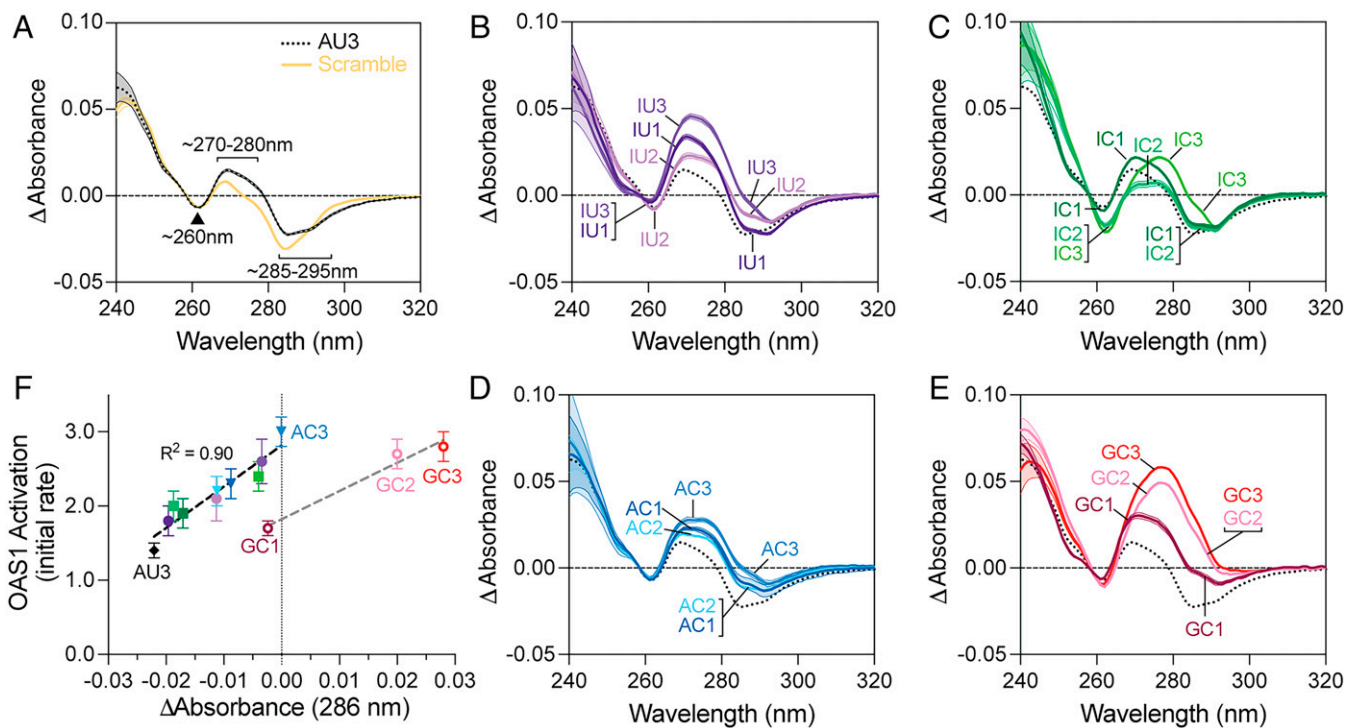 A
0.10
0.05
0.00
-0.05
Δ Absorbance
AU3
Scramble
~270-280nm
~260nm
~285-295nm
240 260 280 300 320
Wavelength (nm)
B
0.10
0.05
0.00
-0.05
Δ Absorbance
IU3
IU1
IU2
IU3
IU2
IU3
IU1
IU2
IU1
240 260 280 300 320
Wavelength (nm)
C
0.10
0.05
0.00
-0.05
Δ Absorbance
IC1
IC2
IC3
IC3
IC1
IC2
IC3
IC1
IC2
240 260 280 300 320
Wavelength (nm)
F
OAS1 Activation
(initial rate)
3.0
2.0
1.0
0.0
R² = 0.90
AC3
GC2
GC3
GC1
AU3
-0.03 -0.02 -0.01 0.00 0.01 0.02 0.03
ΔAbsorbance (286 nm)
D
0.10
0.05
0.00
-0.05
Δ Absorbance
AC3
AC1
AC2
AC3
AC2
AC1
240 260 280 300 320
Wavelength (nm)
E
0.10
0.05
0.00
-0.05
Δ Absorbance
GC3
GC2
GC1
GC3
GC2
GC1
240 260 280 300 320
Wavelength (nm)